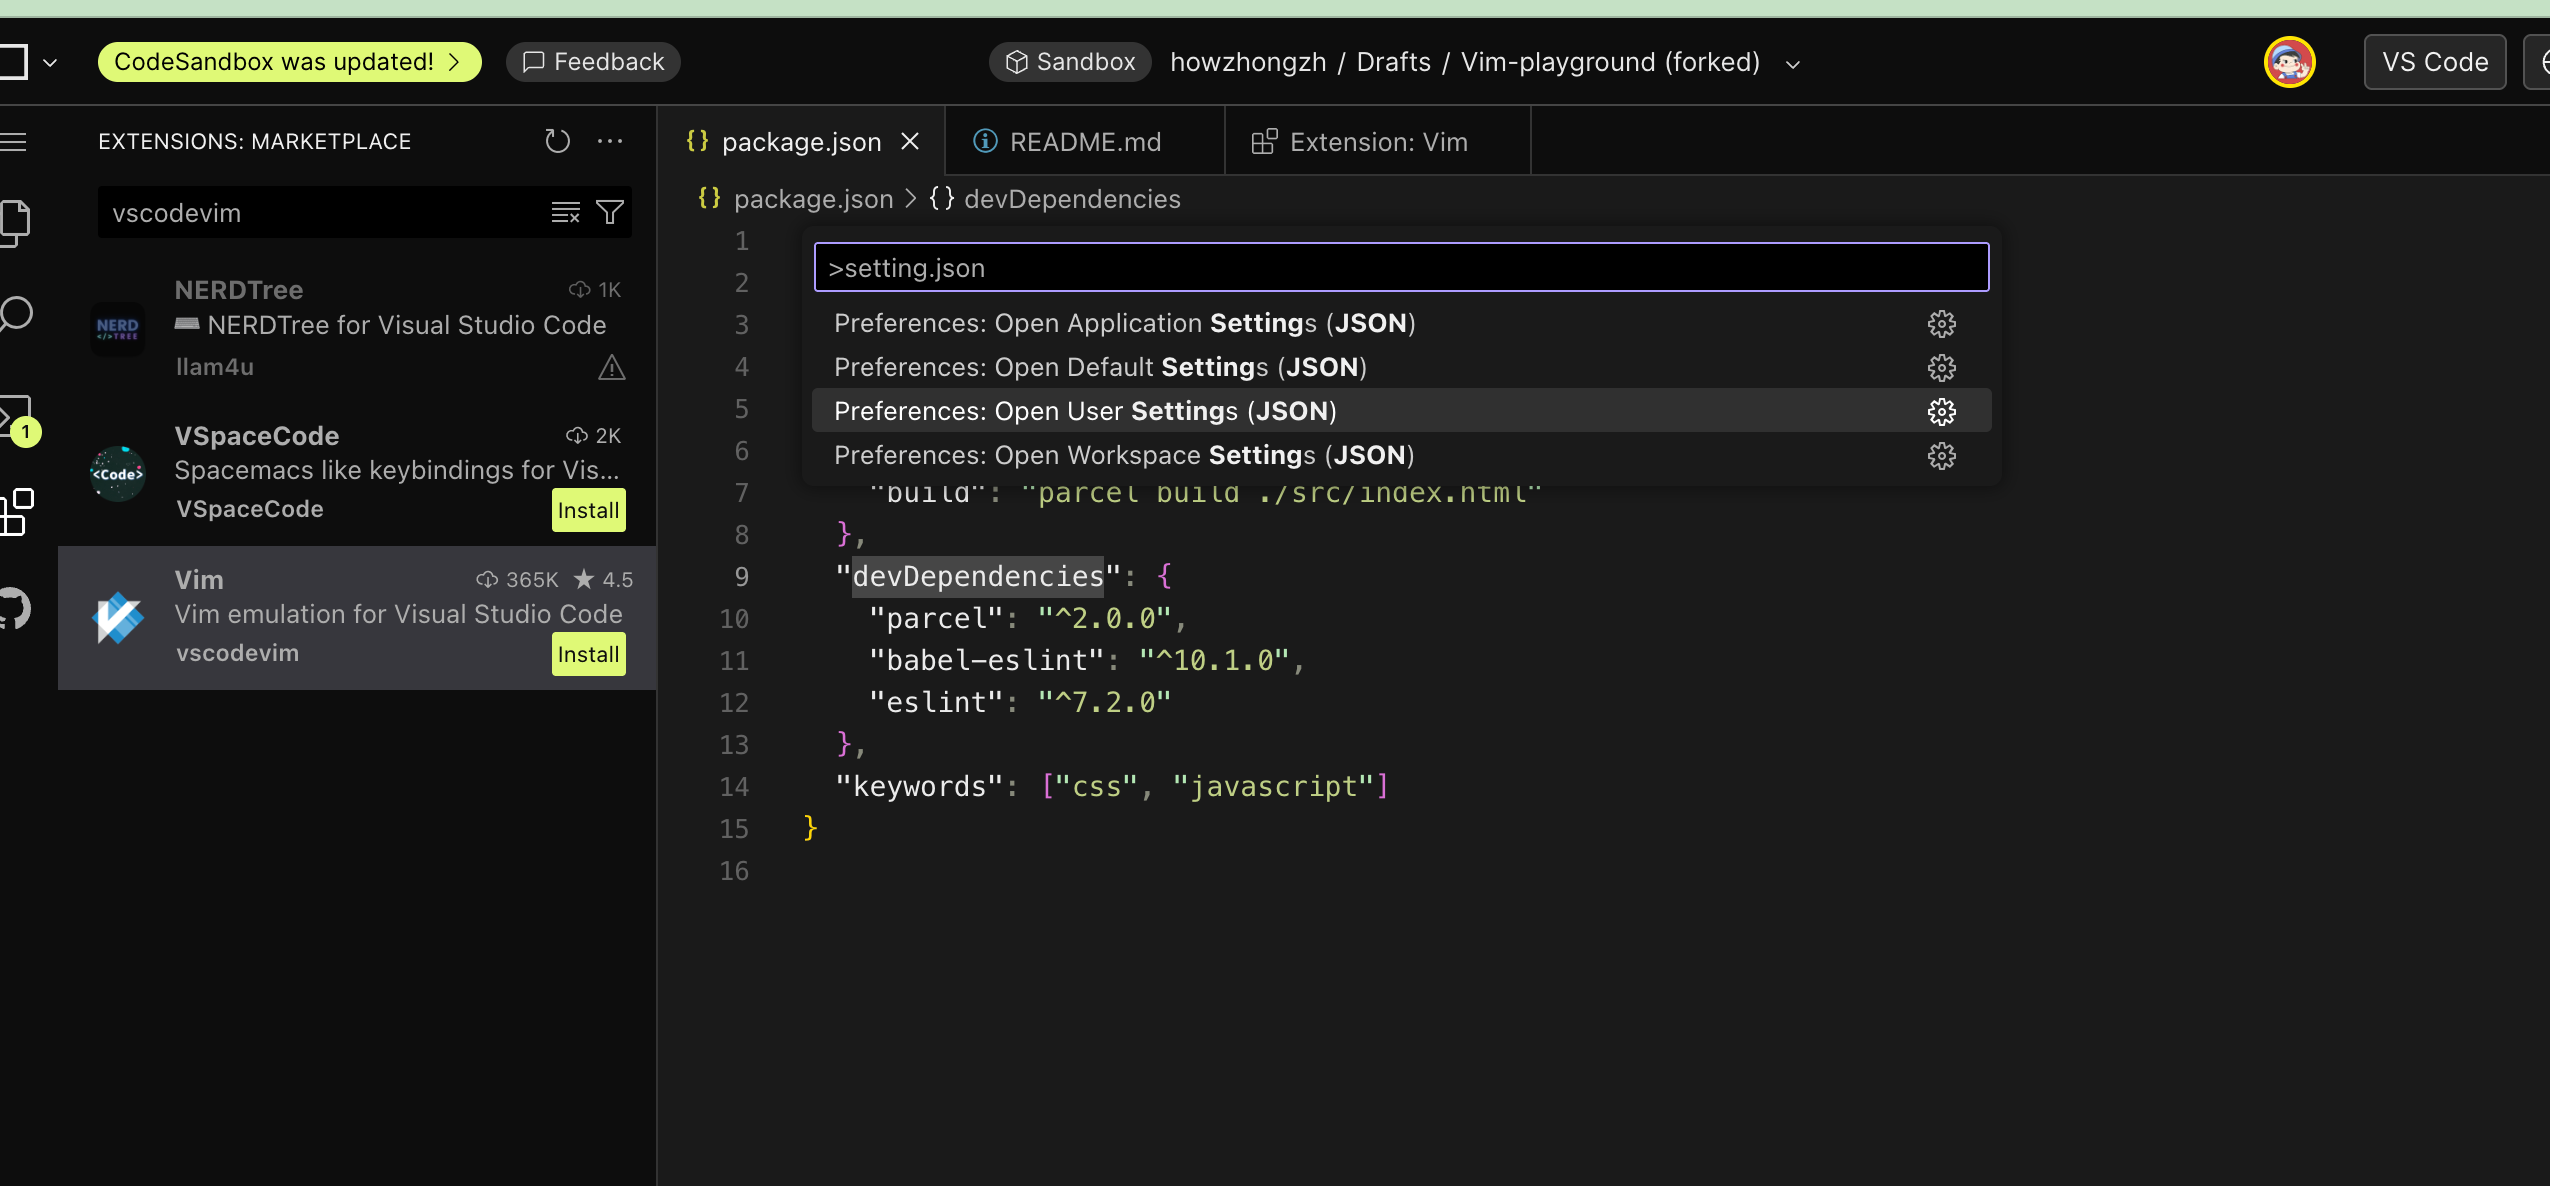 CodeSandbox was updated!
Feedback
Sandbox
howzhongzh / Drafts / Vim-playground (forked)
VS Code
EXTENSIONS: MARKETPLACE
vscodevim
NERDTree
1K
NERD
</>TREE
NERDTree for Visual Studio Code
llam4u
VSpaceCode
2K
<Code>
Spacemacs like keybindings for Vis...
VSpaceCode
Install
1
Vim
365K ★ 4.5
Vim emulation for Visual Studio Code
vscodevim
Install
{} package.json
README.md
Extension: Vim
{} package.json > {} devDependencies
>setting.json
Preferences: Open Application Settings (JSON)
Preferences: Open Default Settings (JSON)
Preferences: Open User Settings (JSON)
Preferences: Open Workspace Settings (JSON)
1
2
3
4
5
6
7 "build": "parcel build ./src/index.html"
8 },
9 "devDependencies": {
10 "parcel": "^2.0.0",
11 "babel-eslint": "^10.1.0",
12 "eslint": "^7.2.0"
13 },
14 "keywords": ["css", "javascript"]
15 }
16